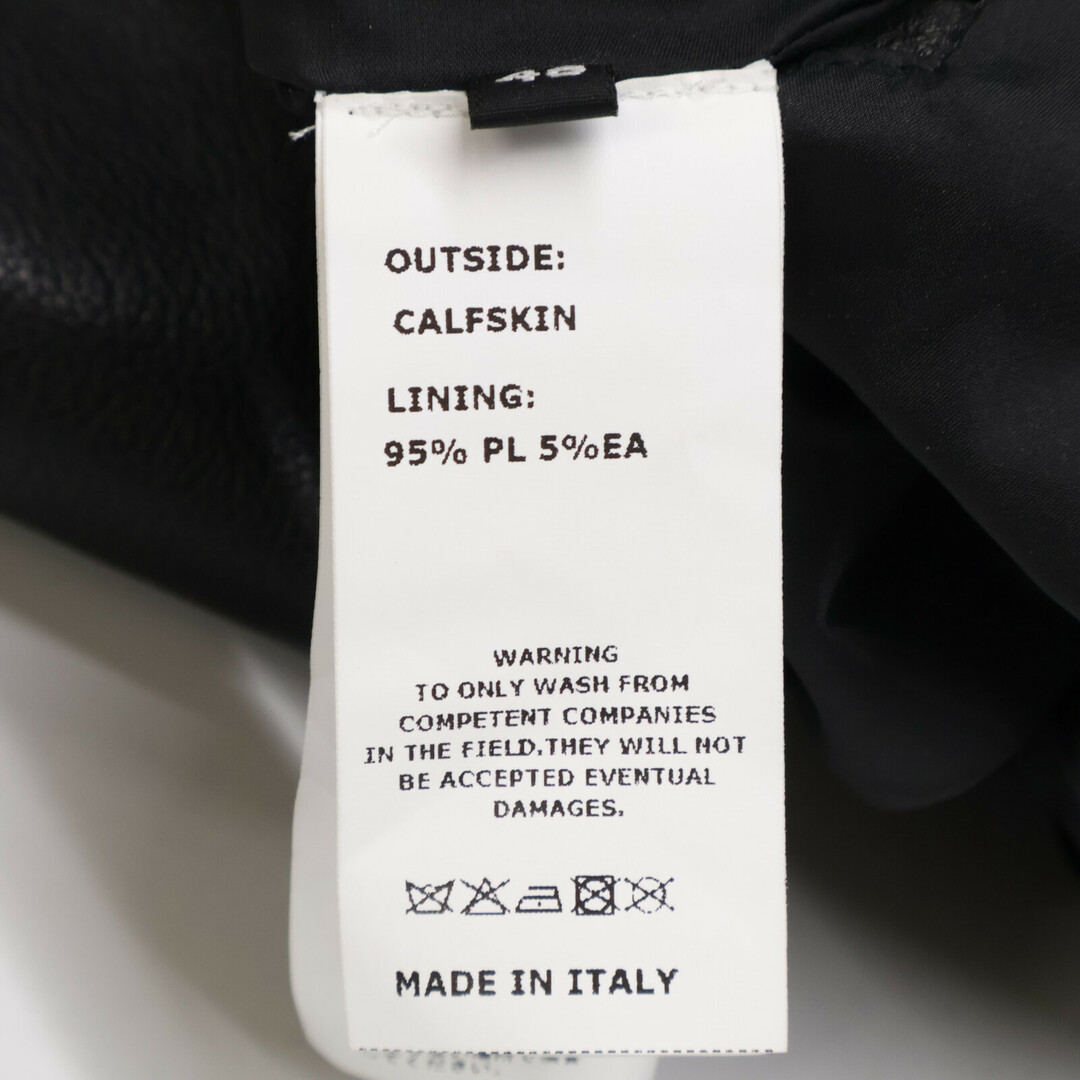 OUTSIDE:
CALFSKIN
LINING:
95% PL 5%EA
WARNING
TO ONLY WASH FROM
COMPETENT COMPANIES
IN THE FIELD.THEY WILL NOT
BE ACCEPTED EVENTUAL
DAMAGES.
MADE IN ITALY